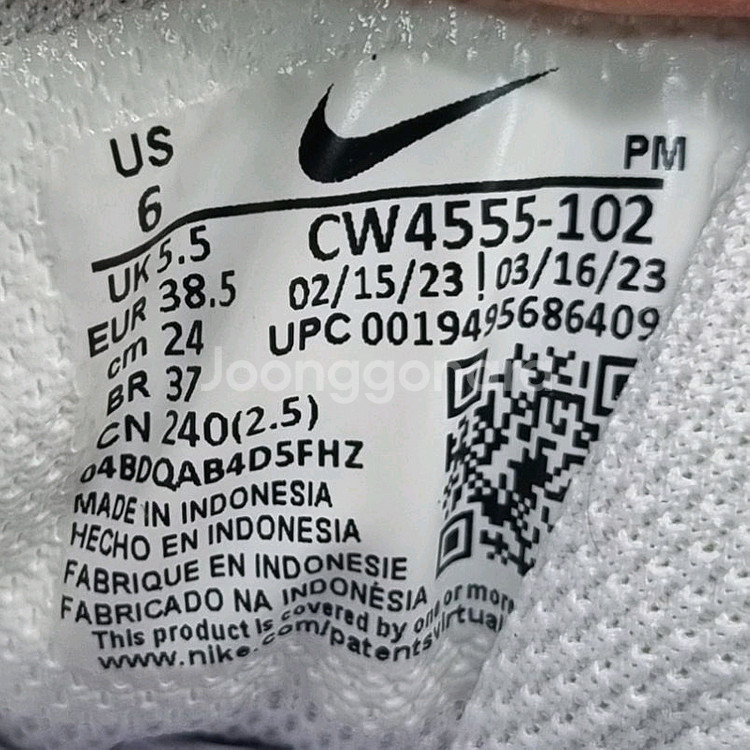 US
6
PM
UK 5.5
EUR 38.5
cm 24
BR 37
CN 240(2.5)
CW4555-102
02/15/23 | 03/16/23
UPC 0019495686409
04BDQAB4D5FHZ
MADE IN INDONESIA
HECHO EN INDONESIA
FABRIQUE EN INDONESIE
FABRICADO NA INDONÉSIA
This product is covered by one or more
www.nike.com/patentsvirtual
Joonggonara